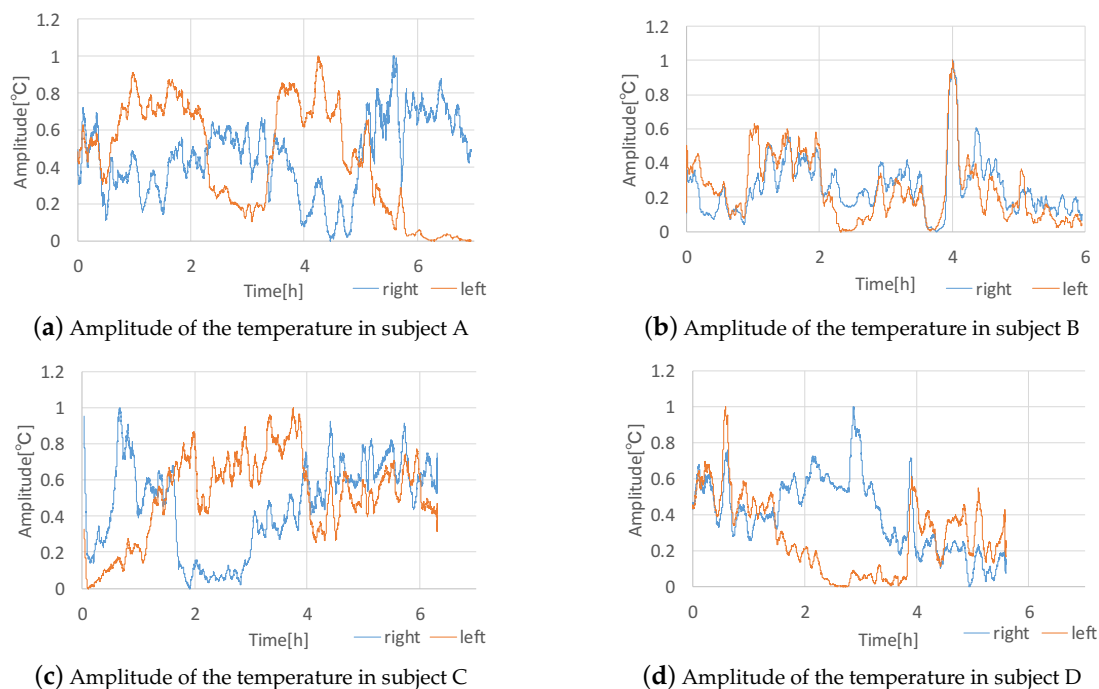 1.2
1
0.8
0.6
0.4
0.2
0
Amplitude[℃]
0 2 4 6
Time[h]
right left
(a) Amplitude of the temperature in subject A
1.2
1
0.8
0.6
0.4
0.2
0
Amplitude[℃]
0 2 4 6
Time[h]
right left
(b) Amplitude of the temperature in subject B
1.2
1
0.8
0.6
0.4
0.2
0
Amplitude[℃]
0 2 4 6
Time[h]
right left
(c) Amplitude of the temperature in subject C
1.2
1
0.8
0.6
0.4
0.2
0
Amplitude[℃]
0 2 4 6
Time[h]
right left
(d) Amplitude of the temperature in subject D